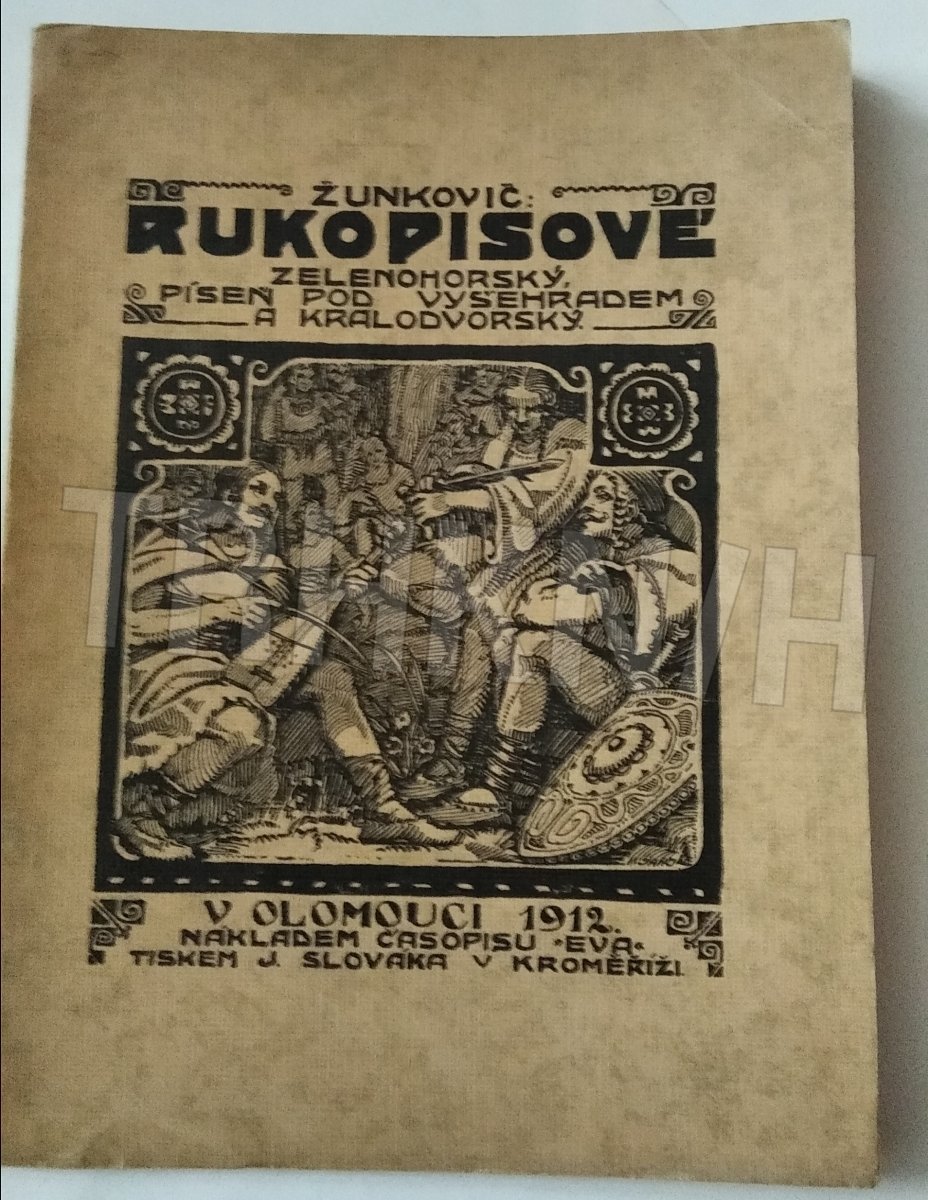 ŽUNKOVIČ:
RUKOPISOVÉ
ZELENOHORSKÝ,
PÍSEŇ POD VYŠEHRADEM
A KRALODVORSKÝ.
V OLOMOUCI 1912.
NÁKLADEM ČASOPISU „EVA“
TISKEM J. SLOVÁKA V KROMĚŘÍŽI.